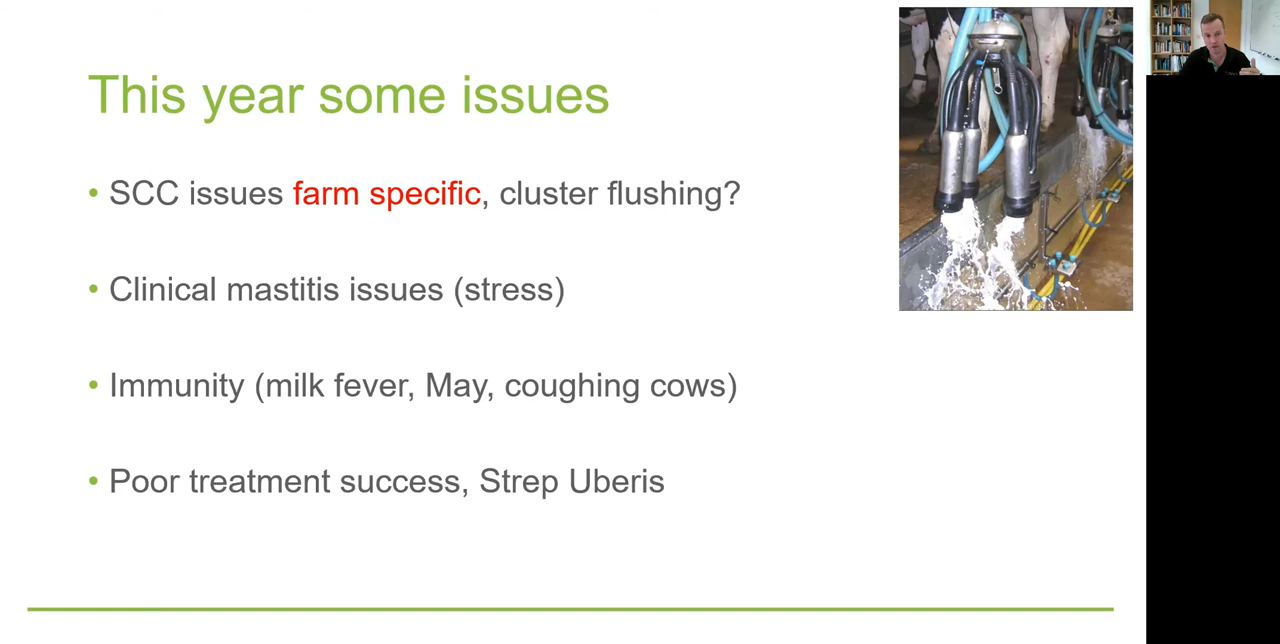 This year some issues
• SCC issues farm specific, cluster flushing?
• Clinical mastitis issues (stress)
• Immunity (milk fever, May, coughing cows)
• Poor treatment success, Strep Uberis